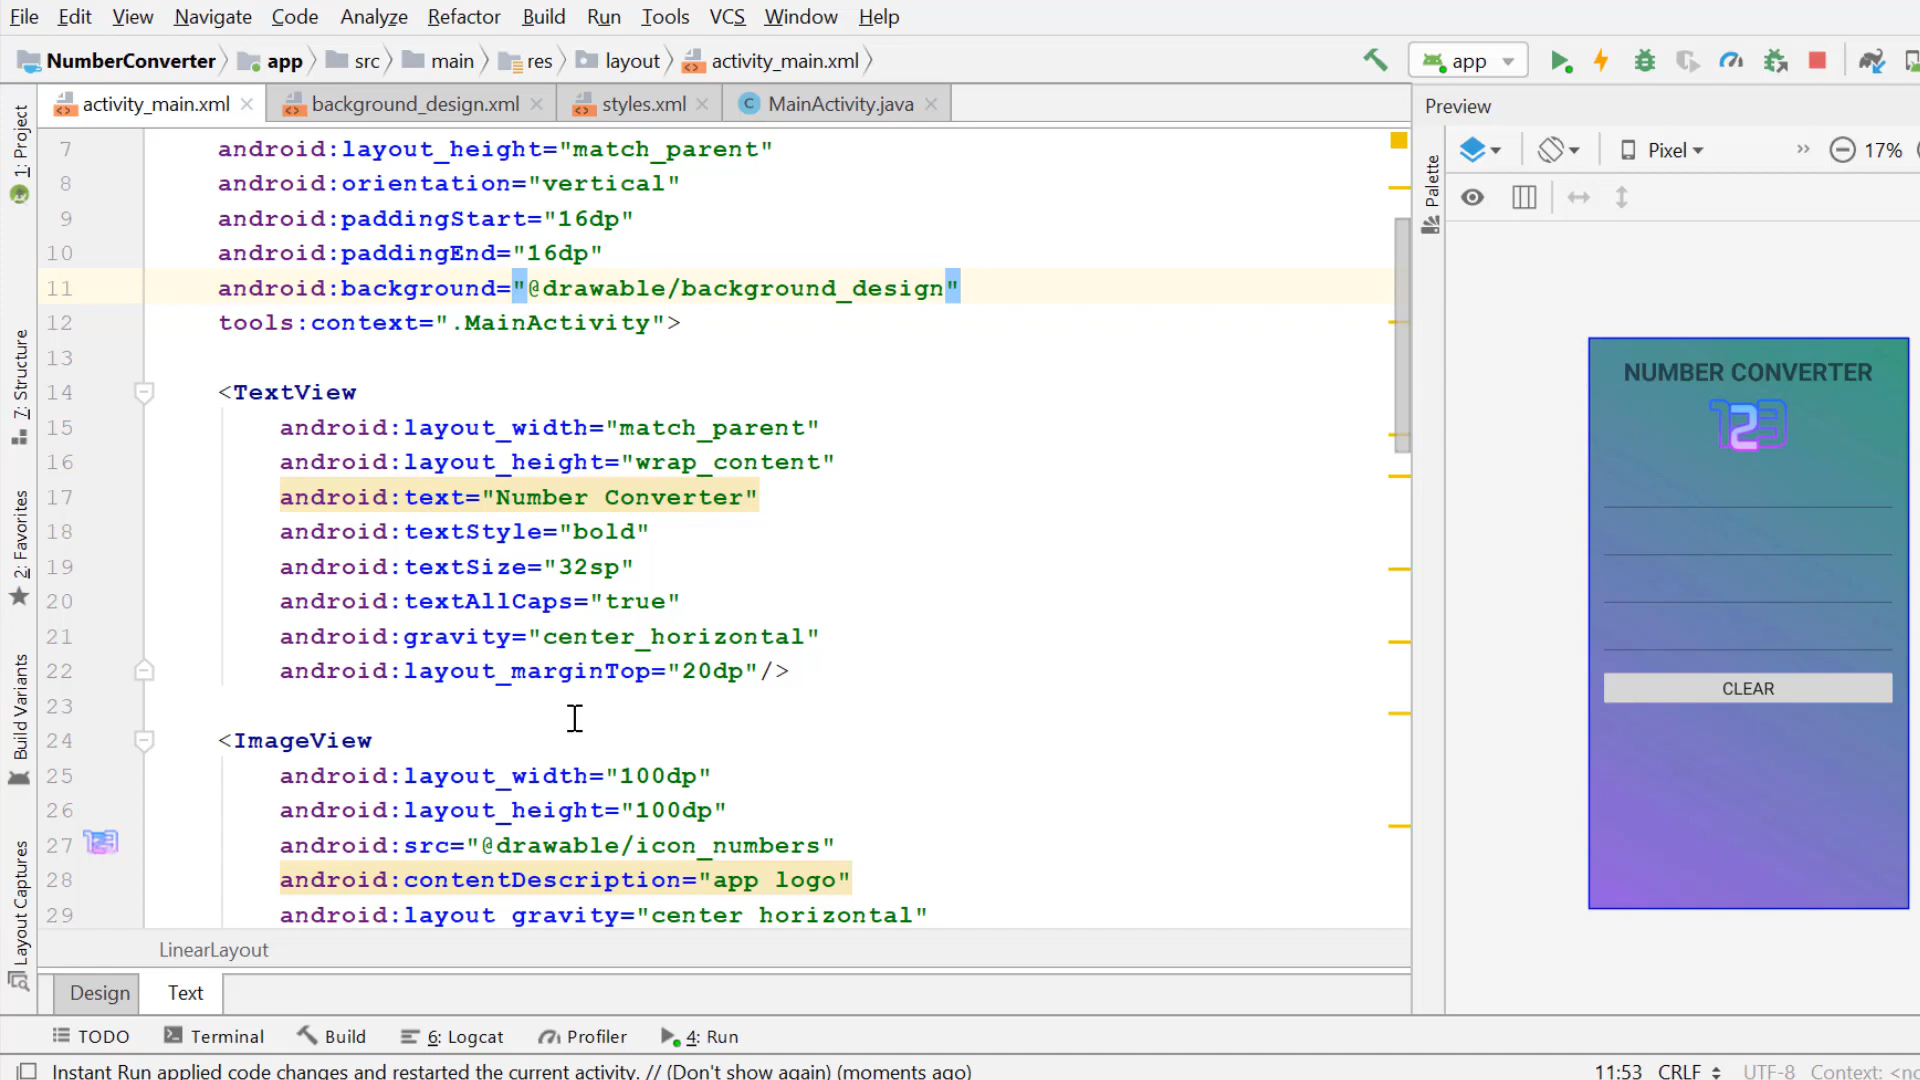 File Edit View Navigate Code Analyze Refactor Build Run Tools VCS Window Help
NumberConverter app src main res layout activity_main.xml app
activity_main.xml background_design.xml styles.xml MainActivity.java Preview
7 android:layout_height="match_parent"
8 android:orientation="vertical"
9 android:paddingStart="16dp"
10 android:paddingEnd="16dp"
11 android:background="@drawable/background_design"
12 tools:context=".MainActivity">
13
14 <TextView
15 android:layout_width="match_parent"
16 android:layout_height="wrap_content"
17 android:text="Number Converter"
18 android:textStyle="bold"
19 android:textSize="32sp"
20 android:textAllCaps="true"
21 android:gravity="center_horizontal"
22 android:layout_marginTop="20dp"/>
23
24 <ImageView
25 android:layout_width="100dp"
26 android:layout_height="100dp"
27 android:src="@drawable/icon_numbers"
28 android:contentDescription="app logo"
29 android:layout_gravity="center_horizontal"
LinearLayout
Design Text
1: Project
7: Structure
2: Favorites
Build Variants
Layout Captures
Palette
Pixel 17%
NUMBER CONVERTER
123
CLEAR
TODO Terminal Build 6: Logcat Profiler 4: Run
Instant Run applied code changes and restarted the current activity. // (Don't show again) (moments ago) 11:53 CRLF UTF-8 Context: <no